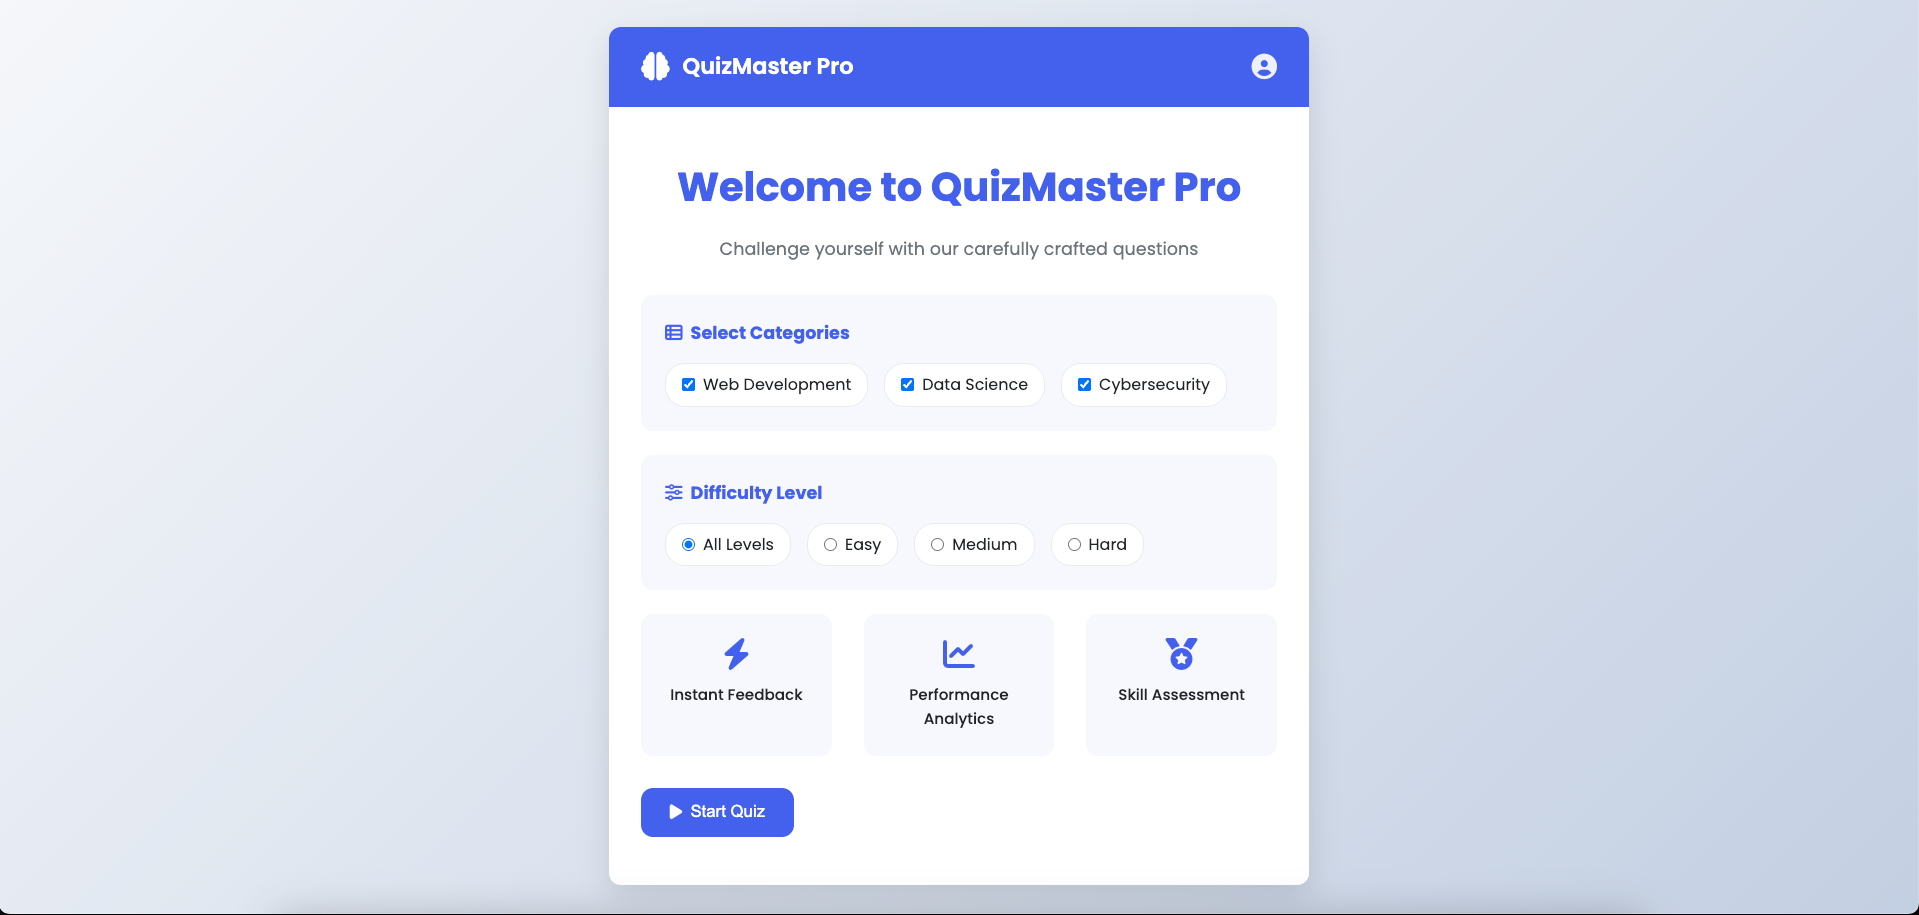 QuizMaster Pro
Welcome to QuizMaster Pro
Challenge yourself with our carefully crafted questions
Select Categories
Web Development
Data Science
Cybersecurity
Difficulty Level
All Levels
Easy
Medium
Hard
Instant Feedback
Performance
Analytics
Skill Assessment
Start Quiz